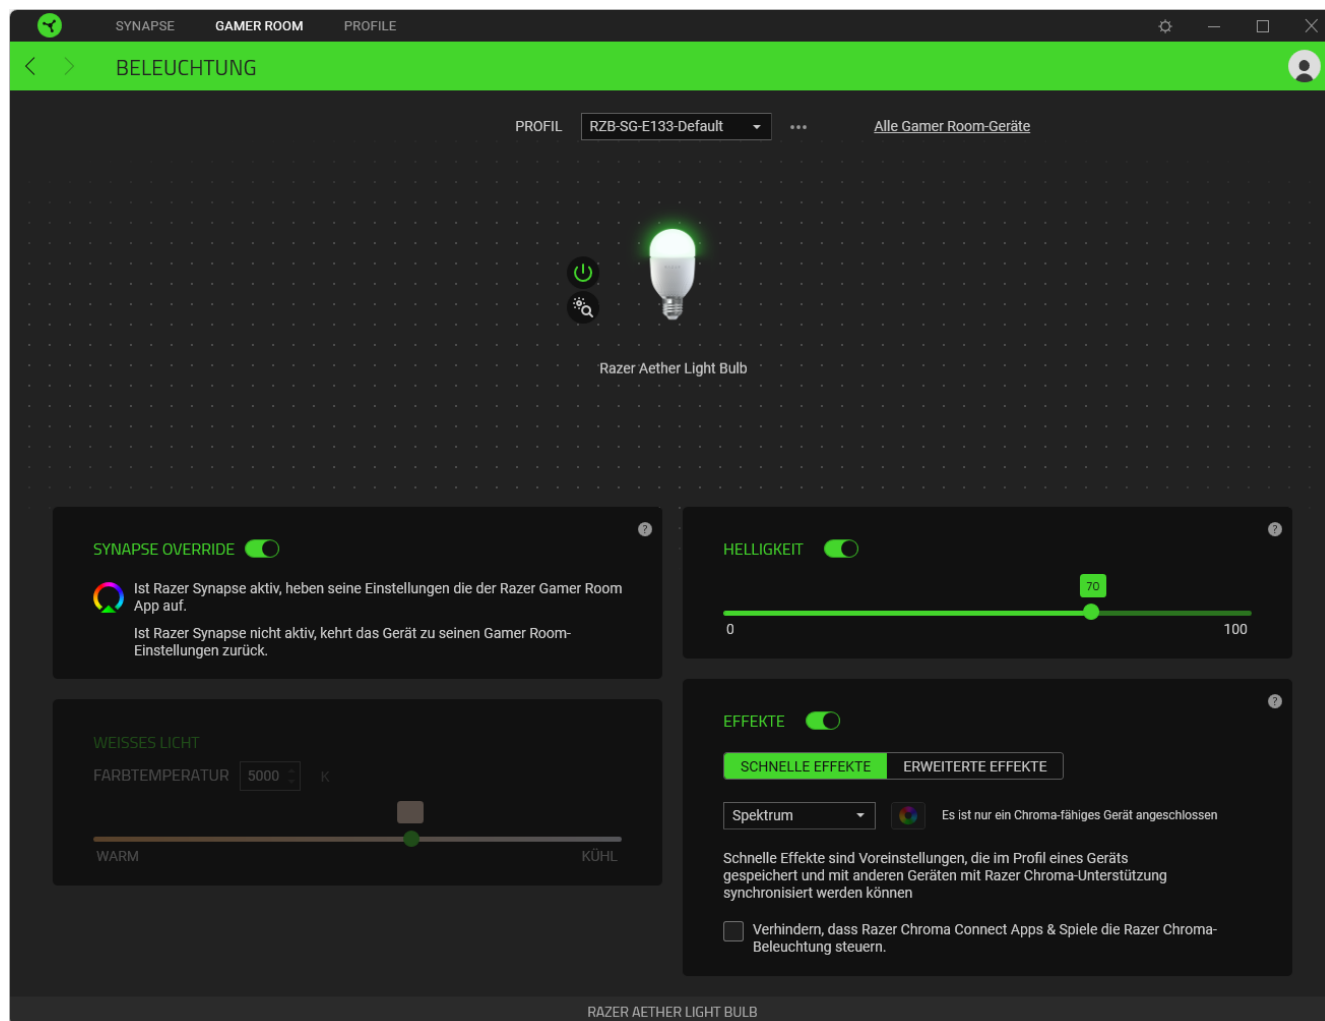 SYNAPSE GAMER ROOM PROFILE
BELEUCHTUNG
PROFIL RZB-SG-E133-Default Alle Gamer Room-Geräte
Razer Aether Light Bulb
SYNAPSE OVERRIDE
Ist Razer Synapse aktiv, heben seine Einstellungen die der Razer Gamer Room
App auf.
Ist Razer Synapse nicht aktiv, kehrt das Gerät zu seinen Gamer Room-
Einstellungen zurück.
WEISSES LICHT
FARBTEMPERATUR 5000 K
WARM KÜHL
HELLIGKEIT
70
0 100
EFFEKTE
SCHNELLE EFFEKTE ERWEITERTE EFFEKTE
Spektrum Es ist nur ein Chroma-fähiges Gerät angeschlossen
Schnelle Effekte sind Voreinstellungen, die im Profil eines Geräts
gespeichert und mit anderen Geräten mit Razer Chroma-Unterstützung
synchronisiert werden können
Verhindern, dass Razer Chroma Connect Apps & Spiele die Razer Chroma-
Beleuchtung steuern.
RAZER AETHER LIGHT BULB